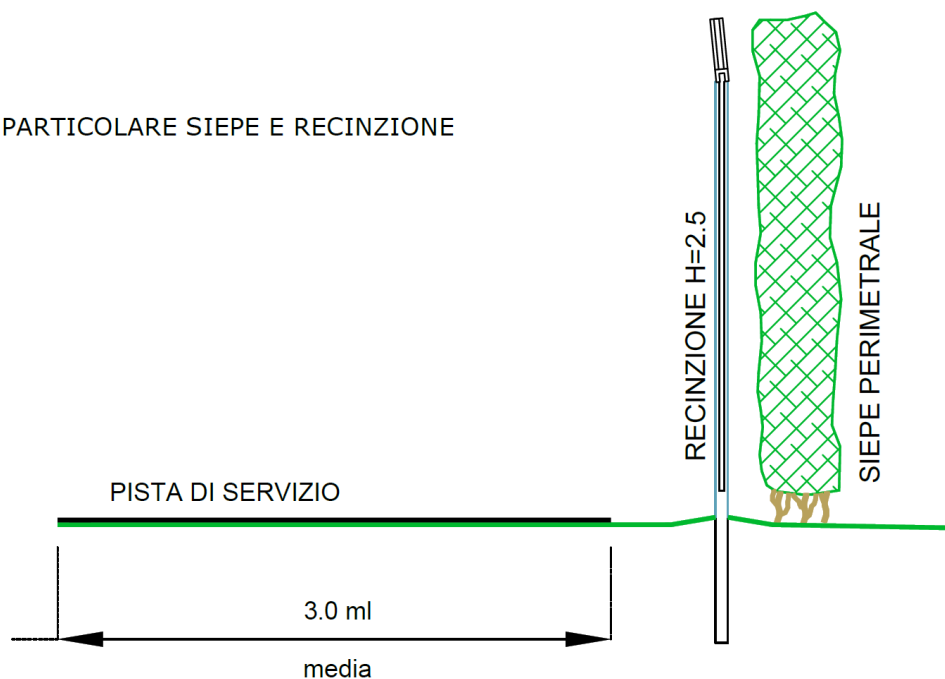 PARTICOLARE SIEPE E RECINZIONE
RECINZIONE H=2.5
SIEPE PERIMETRALE
PISTA DI SERVIZIO
3.0 ml
media